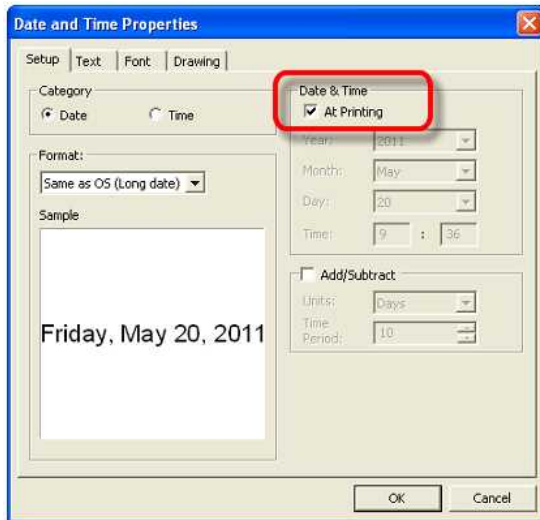 Date and Time Properties
Setup Text Font Drawing
Category
Date Time
Format:
Same as OS (Long date)
Sample
Friday, May 20, 2011
Date & Time
At Printing
Year: 2011
Month: May
Day: 20
Time: 9 : 36
Add/Subtract
Units: Days
Time Period: 10
OK Cancel